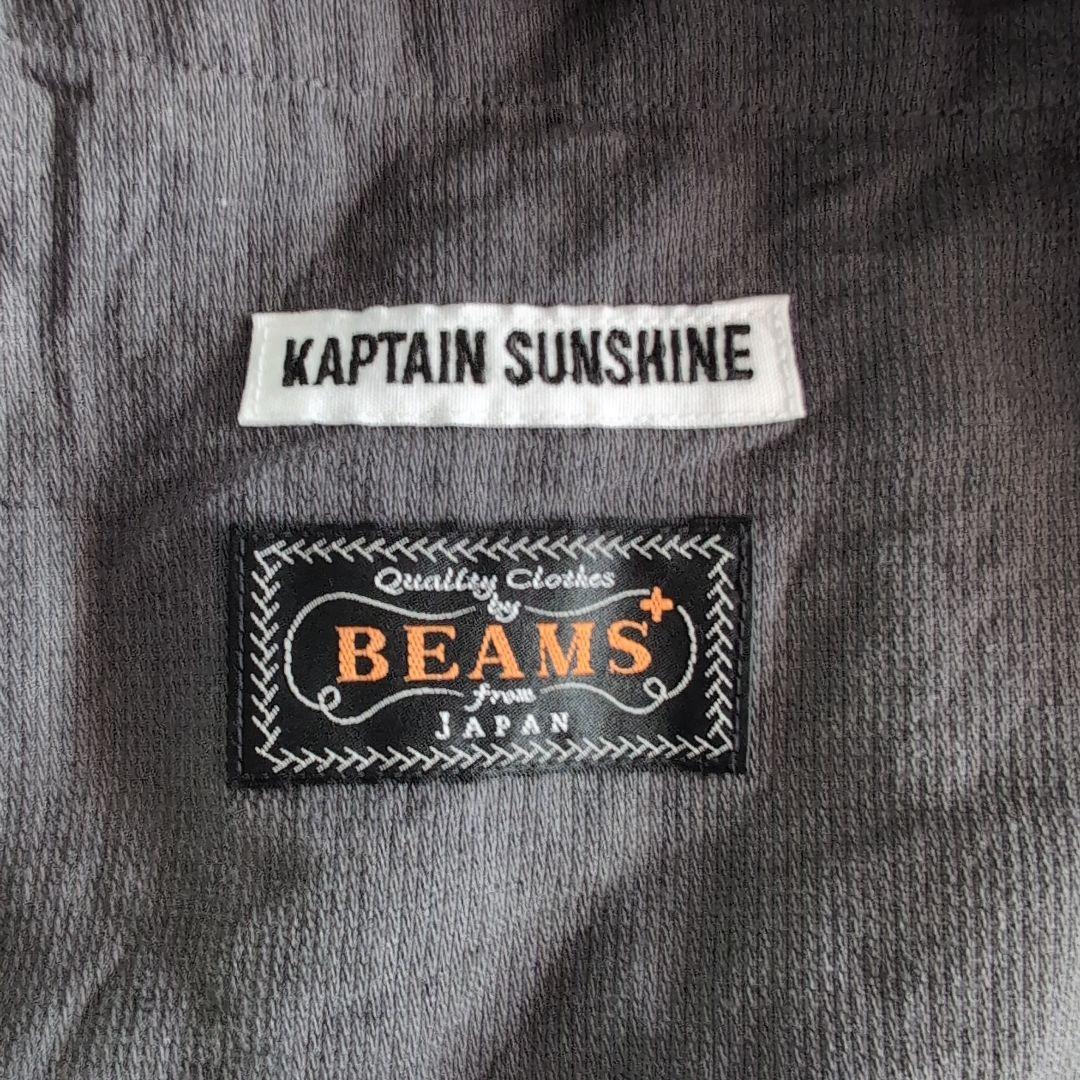 KAPTAIN SUNSHINE
Quality Clothes
by
BEAMS+
from
JAPAN